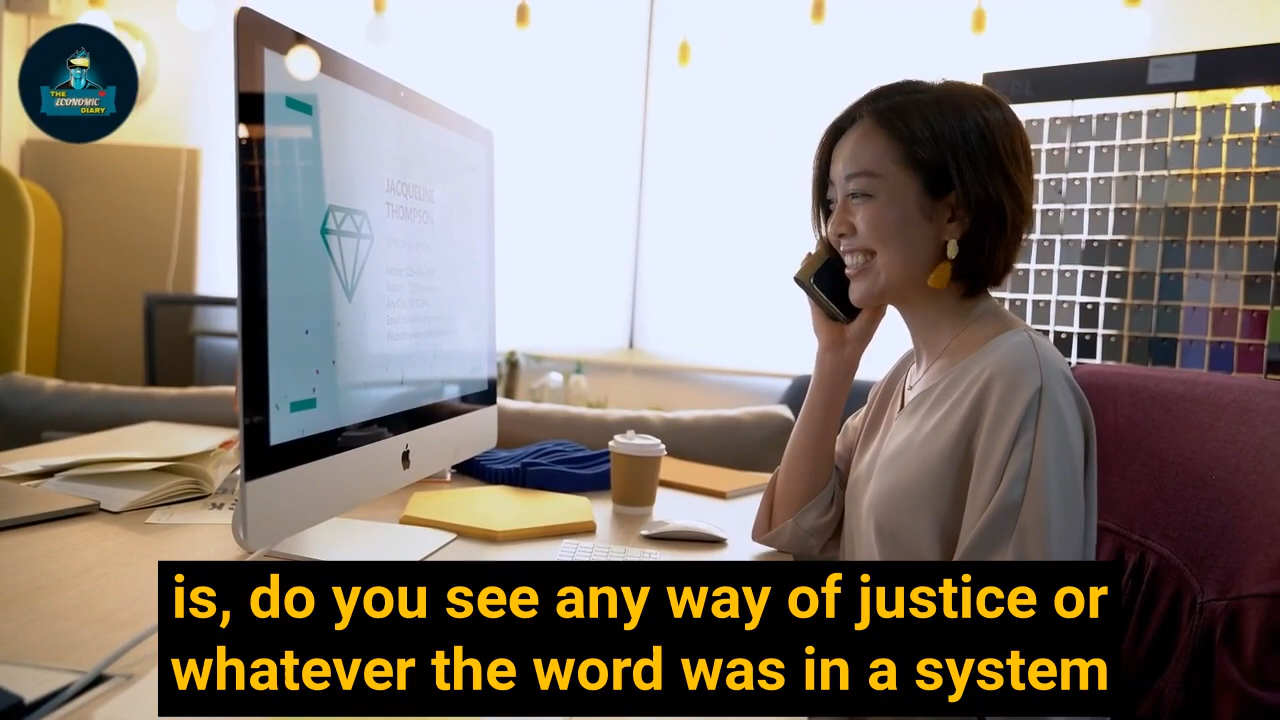 THE
ECONOMIC
DIARY
JACQUELINE
THOMPSON
is, do you see any way of justice or
whatever the word was in a system